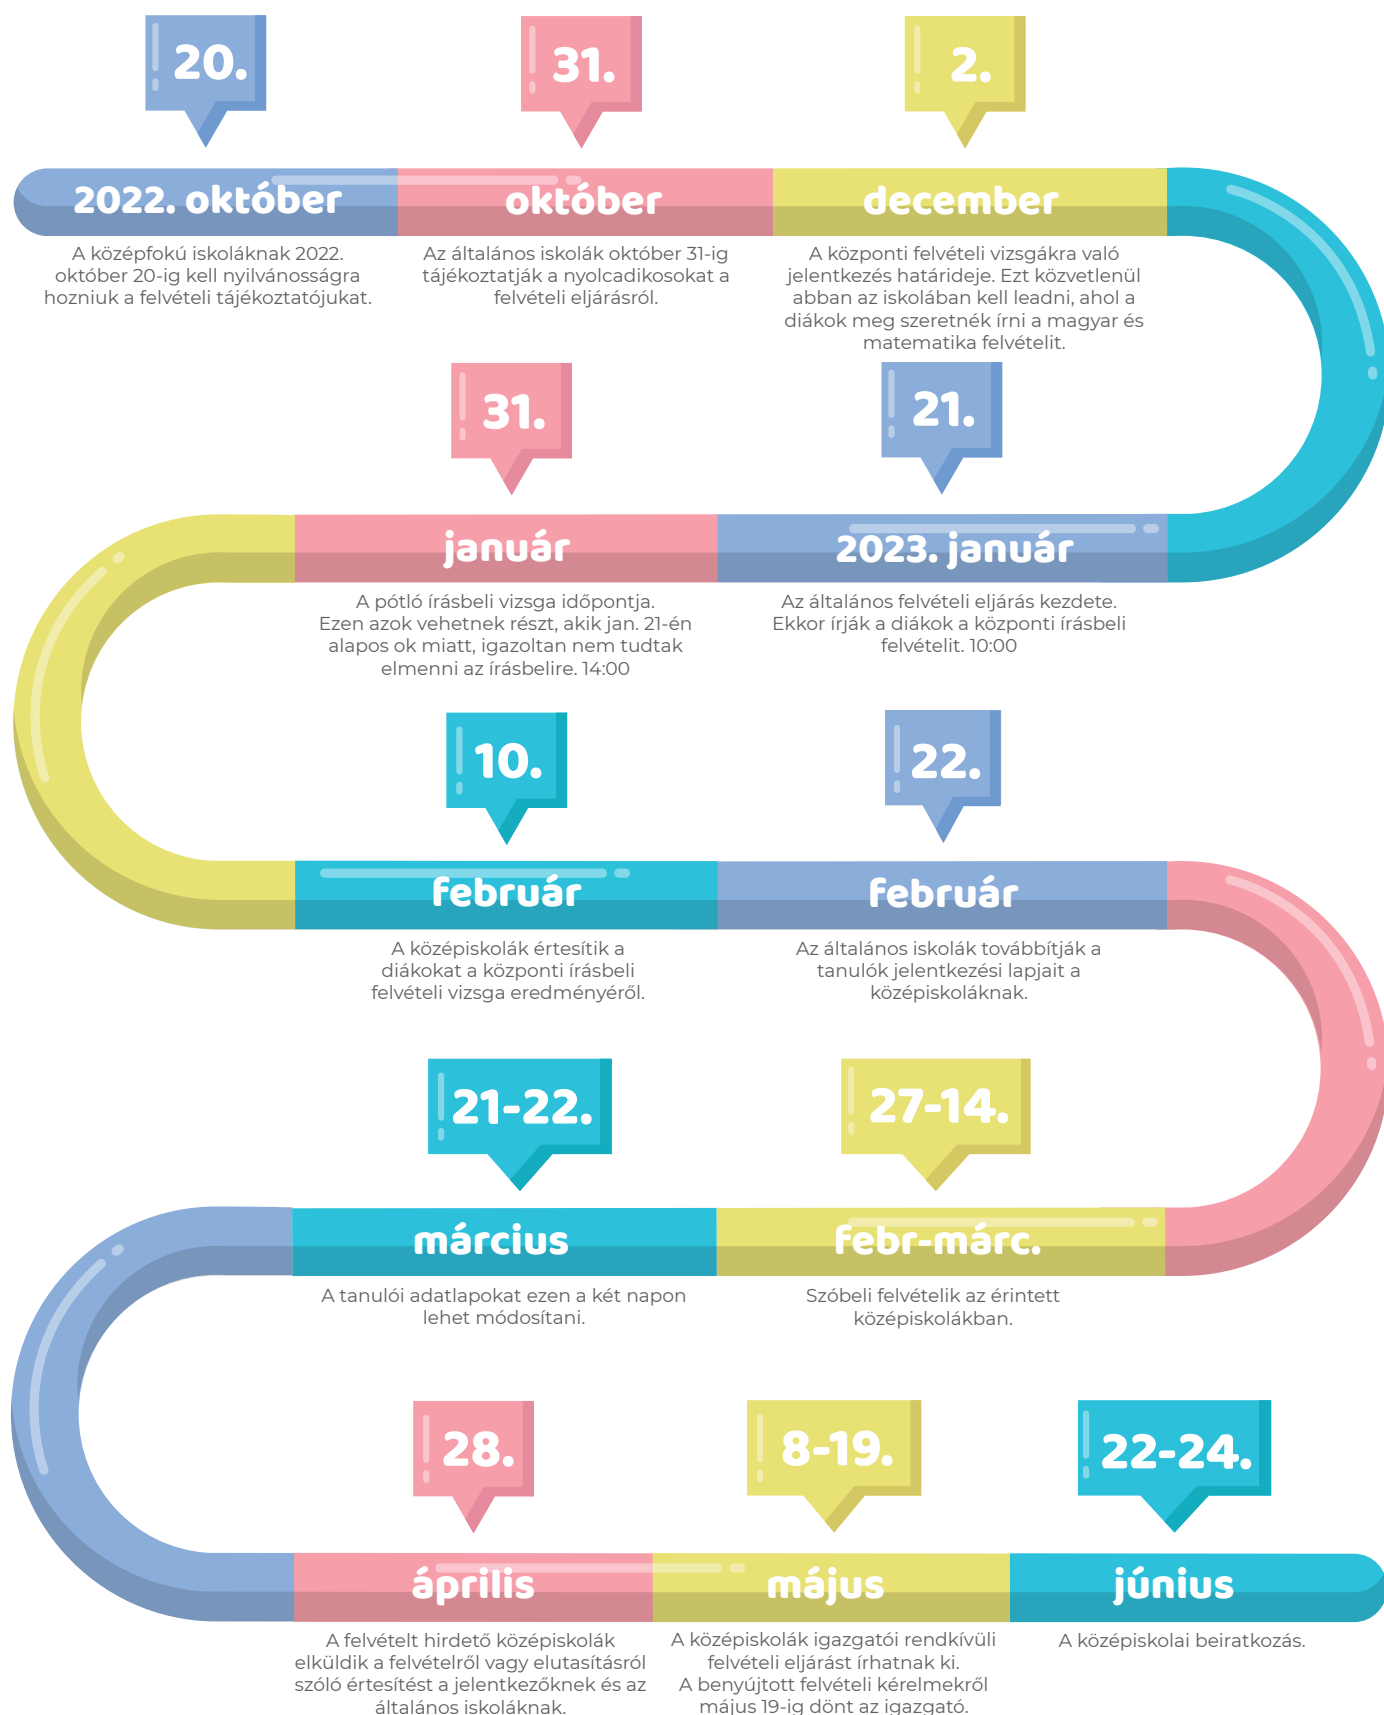 20.
2022. október
A középfokú iskoláknak 2022.
október 20-ig kell nyilvánosságra
hozniuk a felvételi tájékoztatójukat.
31.
október
Az általános iskolák október 31-ig
tájékoztatják a nyolcadikosokat a
felvételi eljárásról.
2.
december
A központi felvételi vizsgákra való
jelentkezés határideje. Ezt közvetlenül
abban az iskolában kell leadni, ahol a
diákok meg szeretnék írni a magyar és
matematika felvételit.
21.
2023. január
Az általános felvételi eljárás kezdete.
Ekkor írják a diákok a központi írásbeli
felvételit. 10:00
31.
január
A pótló írásbeli vizsga időpontja.
Ezen azok vehetnek részt, akik jan. 21-én
alapos ok miatt, igazoltan nem tudtak
elmenni az írásbelire. 14:00
10.
február
A középiskolák értesítik a
diákokat a központi írásbeli
felvételi vizsga eredményéről.
22.
február
Az általános iskolák továbbítják a
tanulók jelentkezési lapjait a
középiskoláknak.
27-14.
febr-márc.
Szóbeli felvételik az érintett
középiskolákban.
21-22.
március
A tanulói adatlapokat ezen a két napon
lehet módosítani.
28.
április
A felvételt hirdető középiskolák
elküldik a felvételről vagy elutasításról
szóló értesítést a jelentkezőknek és az
általános iskoláknak.
8-19.
május
A középiskolák igazgatói rendkívüli
felvételi eljárást írhatnak ki.
A benyújtott felvételi kérelmekről
május 19-ig dönt az igazgató.
22-24.
június
A középiskolai beiratkozás.